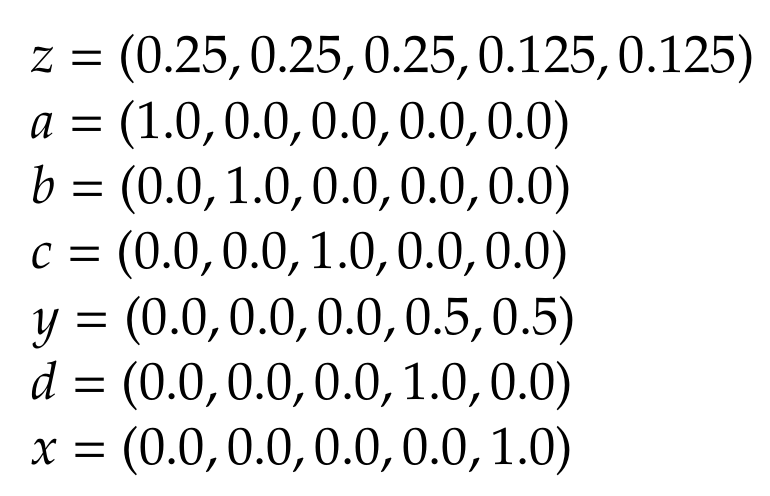 z = (0.25, 0.25, 0.25, 0.125, 0.125)
a = (1.0, 0.0, 0.0, 0.0, 0.0)
b = (0.0, 1.0, 0.0, 0.0, 0.0)
c = (0.0, 0.0, 1.0, 0.0, 0.0)
y = (0.0, 0.0, 0.0, 0.5, 0.5)
d = (0.0, 0.0, 0.0, 1.0, 0.0)
x = (0.0, 0.0, 0.0, 0.0, 1.0)